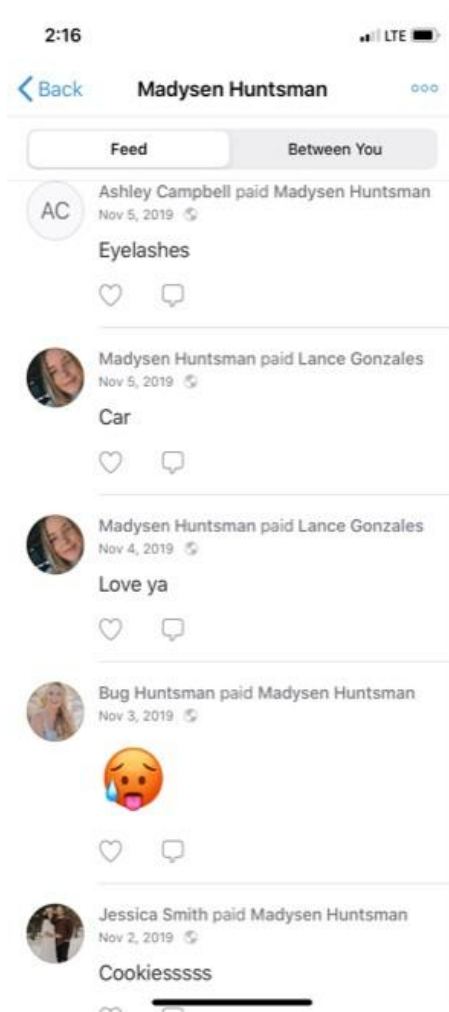 2:16
LTE
Back
Madysen Huntsman
Feed
Between You
AC
Ashley Campbell paid Madysen Huntsman
Nov 5, 2019
Eyelashes
Madysen Huntsman paid Lance Gonzales
Nov 5, 2019
Car
Madysen Huntsman paid Lance Gonzales
Nov 4, 2019
Love ya
Bug Huntsman paid Madysen Huntsman
Nov 3, 2019
🥵
Jessica Smith paid Madysen Huntsman
Nov 2, 2019
Cookiesssss